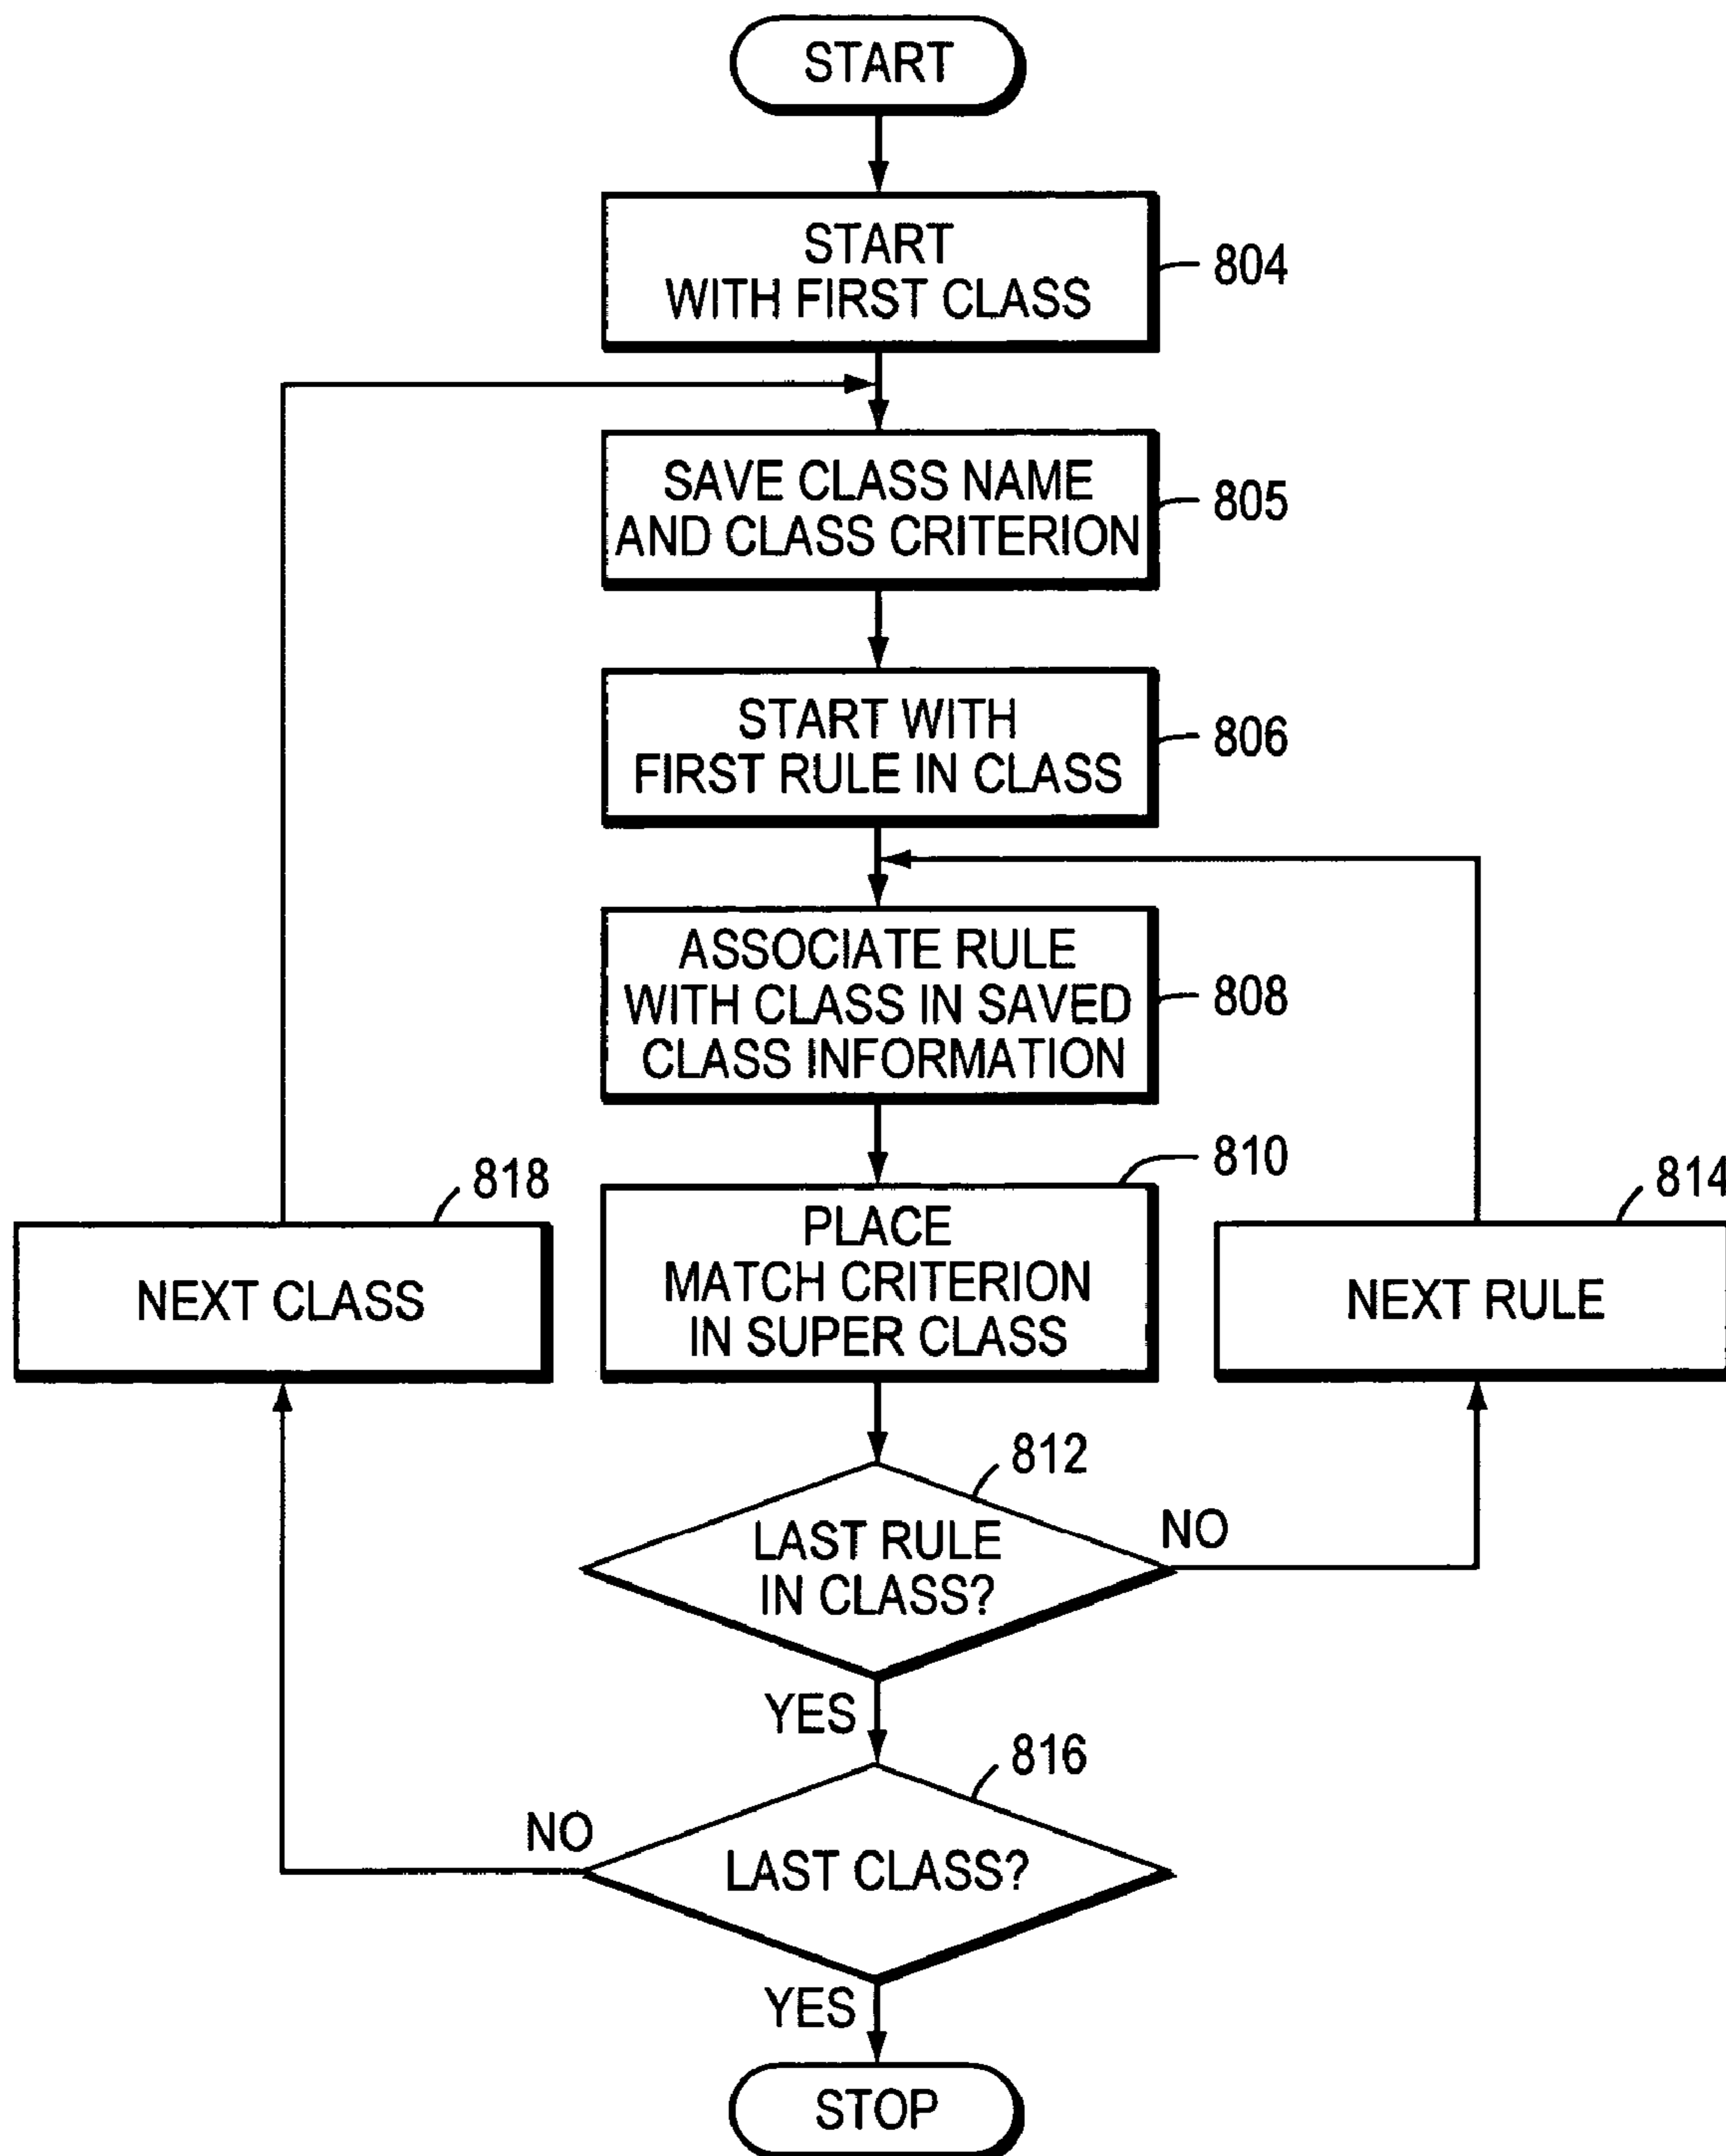 START
START
WITH FIRST CLASS
804
SAVE CLASS NAME
AND CLASS CRITERION
805
START WITH
FIRST RULE IN CLASS
806
ASSOCIATE RULE
WITH CLASS IN SAVED
CLASS INFORMATION
808
810
PLACE
MATCH CRITERION
IN SUPER CLASS
818
NEXT CLASS
814
NEXT RULE
812
LAST RULE
IN CLASS?
NO
YES
816
LAST CLASS?
NO
YES
STOP